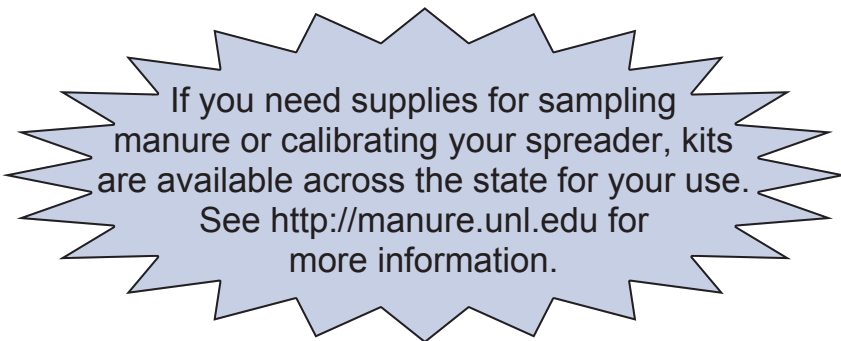 If you need supplies for sampling
manure or calibrating your spreader, kits
are available across the state for your use.
See http://manure.unl.edu for
more information.